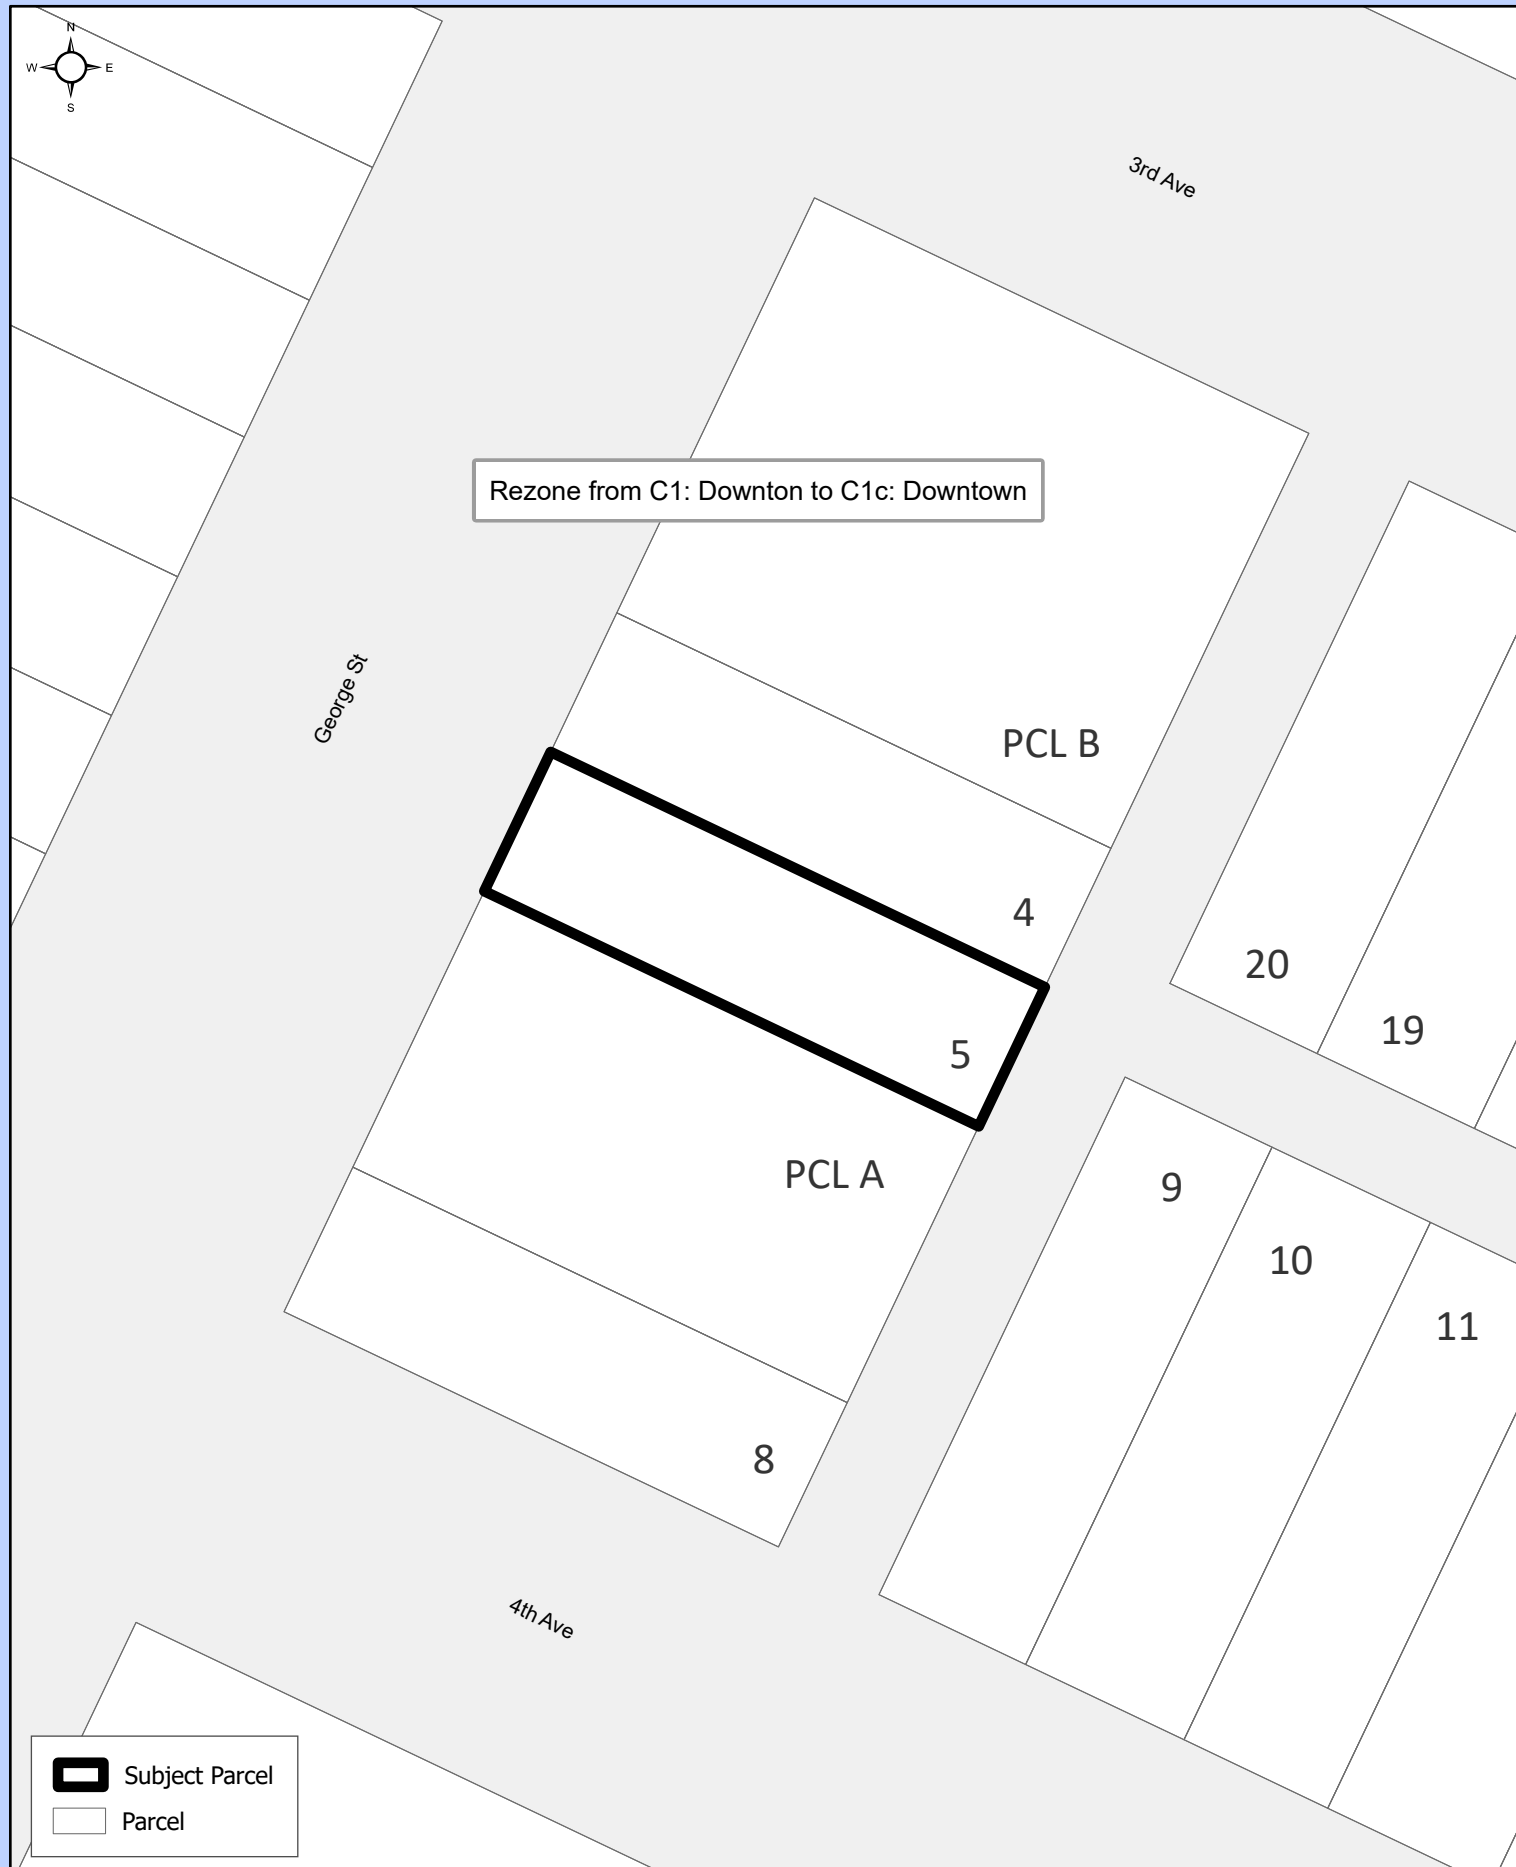 N
W
E
S
3rd Ave
Rezone from C1: Downton to C1c: Downtown
George St
PCL B
4
20
19
5
PCL A
9
10
11
8
4th Ave
Subject Parcel
Parcel